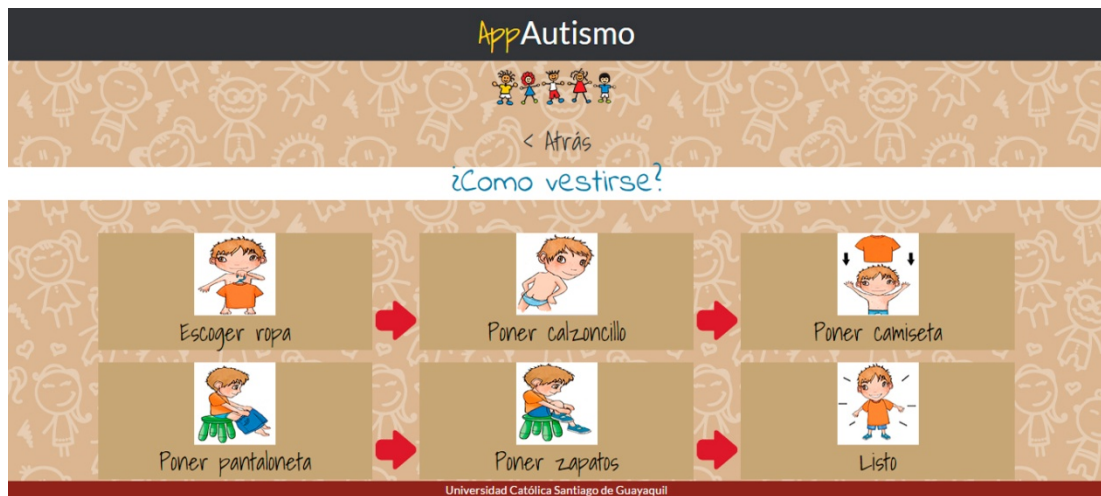 AppAutismo
< Atrás
¿Como vestirse?
Escoger ropa
Poner calzoncillo
Poner camiseta
Poner pantaloneta
Poner zapatos
Listo
Universidad Católica Santiago de Guayaquil